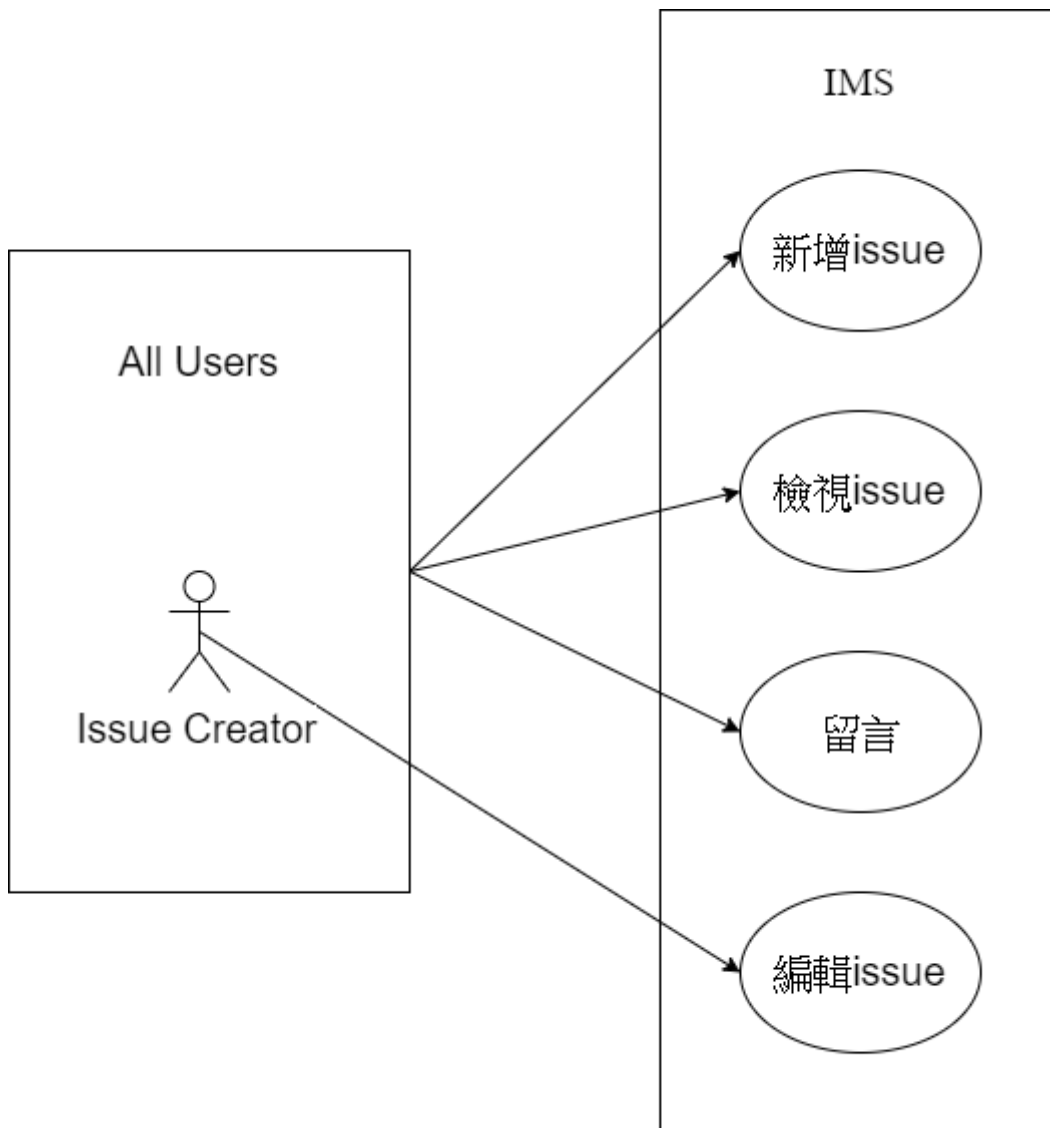 IMS
新增issue
All Users
檢視issue
Issue Creator
留言
編輯issue